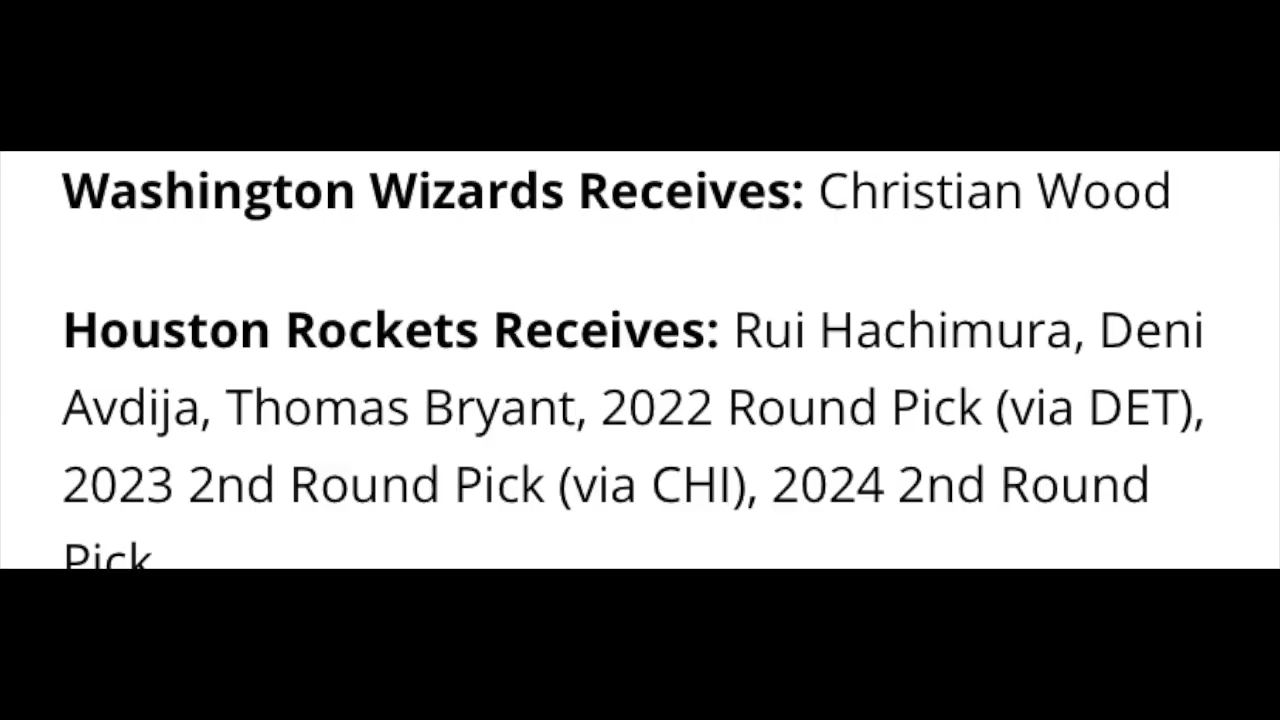 Washington Wizards Receives: Christian Wood
Houston Rockets Receives: Rui Hachimura, Deni
Avdija, Thomas Bryant, 2022 Round Pick (via DET),
2023 2nd Round Pick (via CHI), 2024 2nd Round
Pick